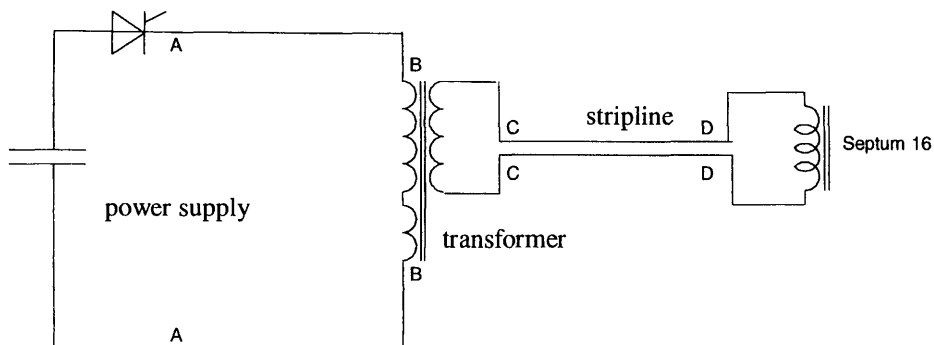 A
B
C
stripline
D
Septum 16
C
D
power supply
transformer
B
A